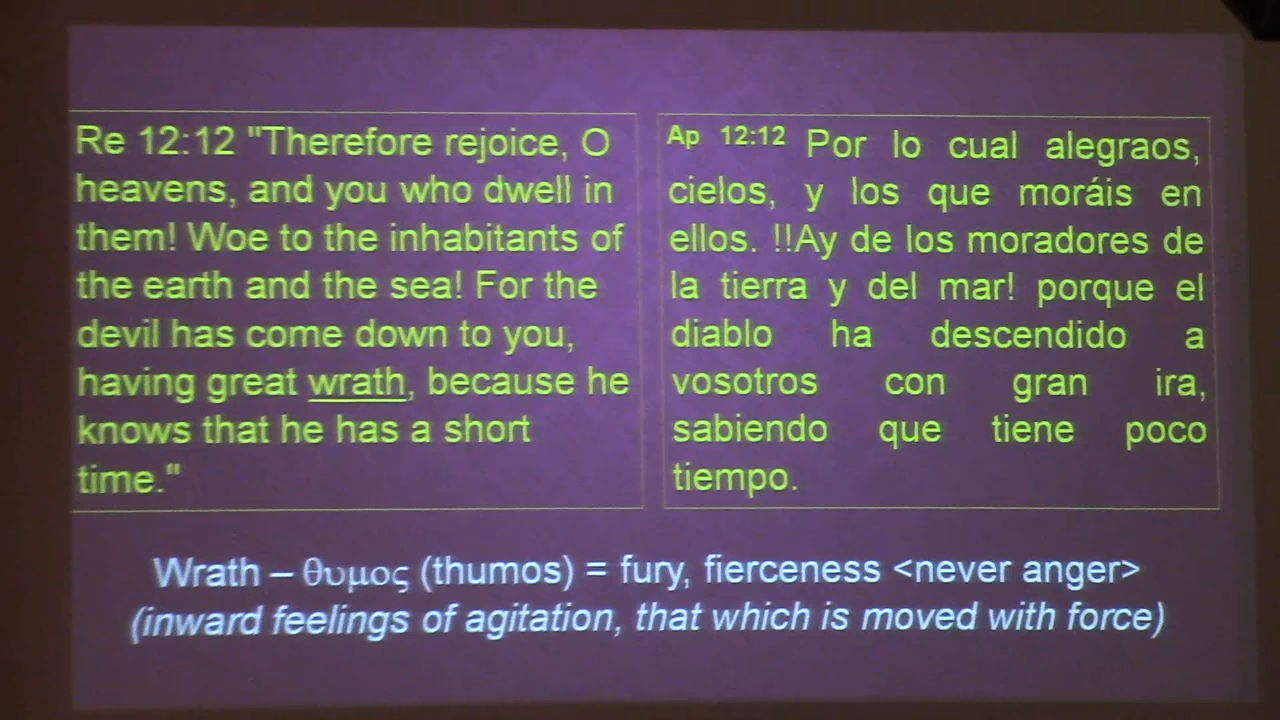 Re 12:12 "Therefore rejoice, O
heavens, and you who dwell in
them! Woe to the inhabitants of
the earth and the sea! For the
devil has come down to you,
having great wrath, because he
knows that he has a short
time."
Ap 12:12 Por lo cual alegraos,
cielos, y los que moráis en
ellos. !!Ay de los moradores de
la tierra y del mar! porque el
diablo ha descendido a
vosotros con gran ira,
sabiendo que tiene poco
tiempo.
Wrath – θυμος (thumos) = fury, fierceness <never anger>
(inward feelings of agitation, that which is moved with force)